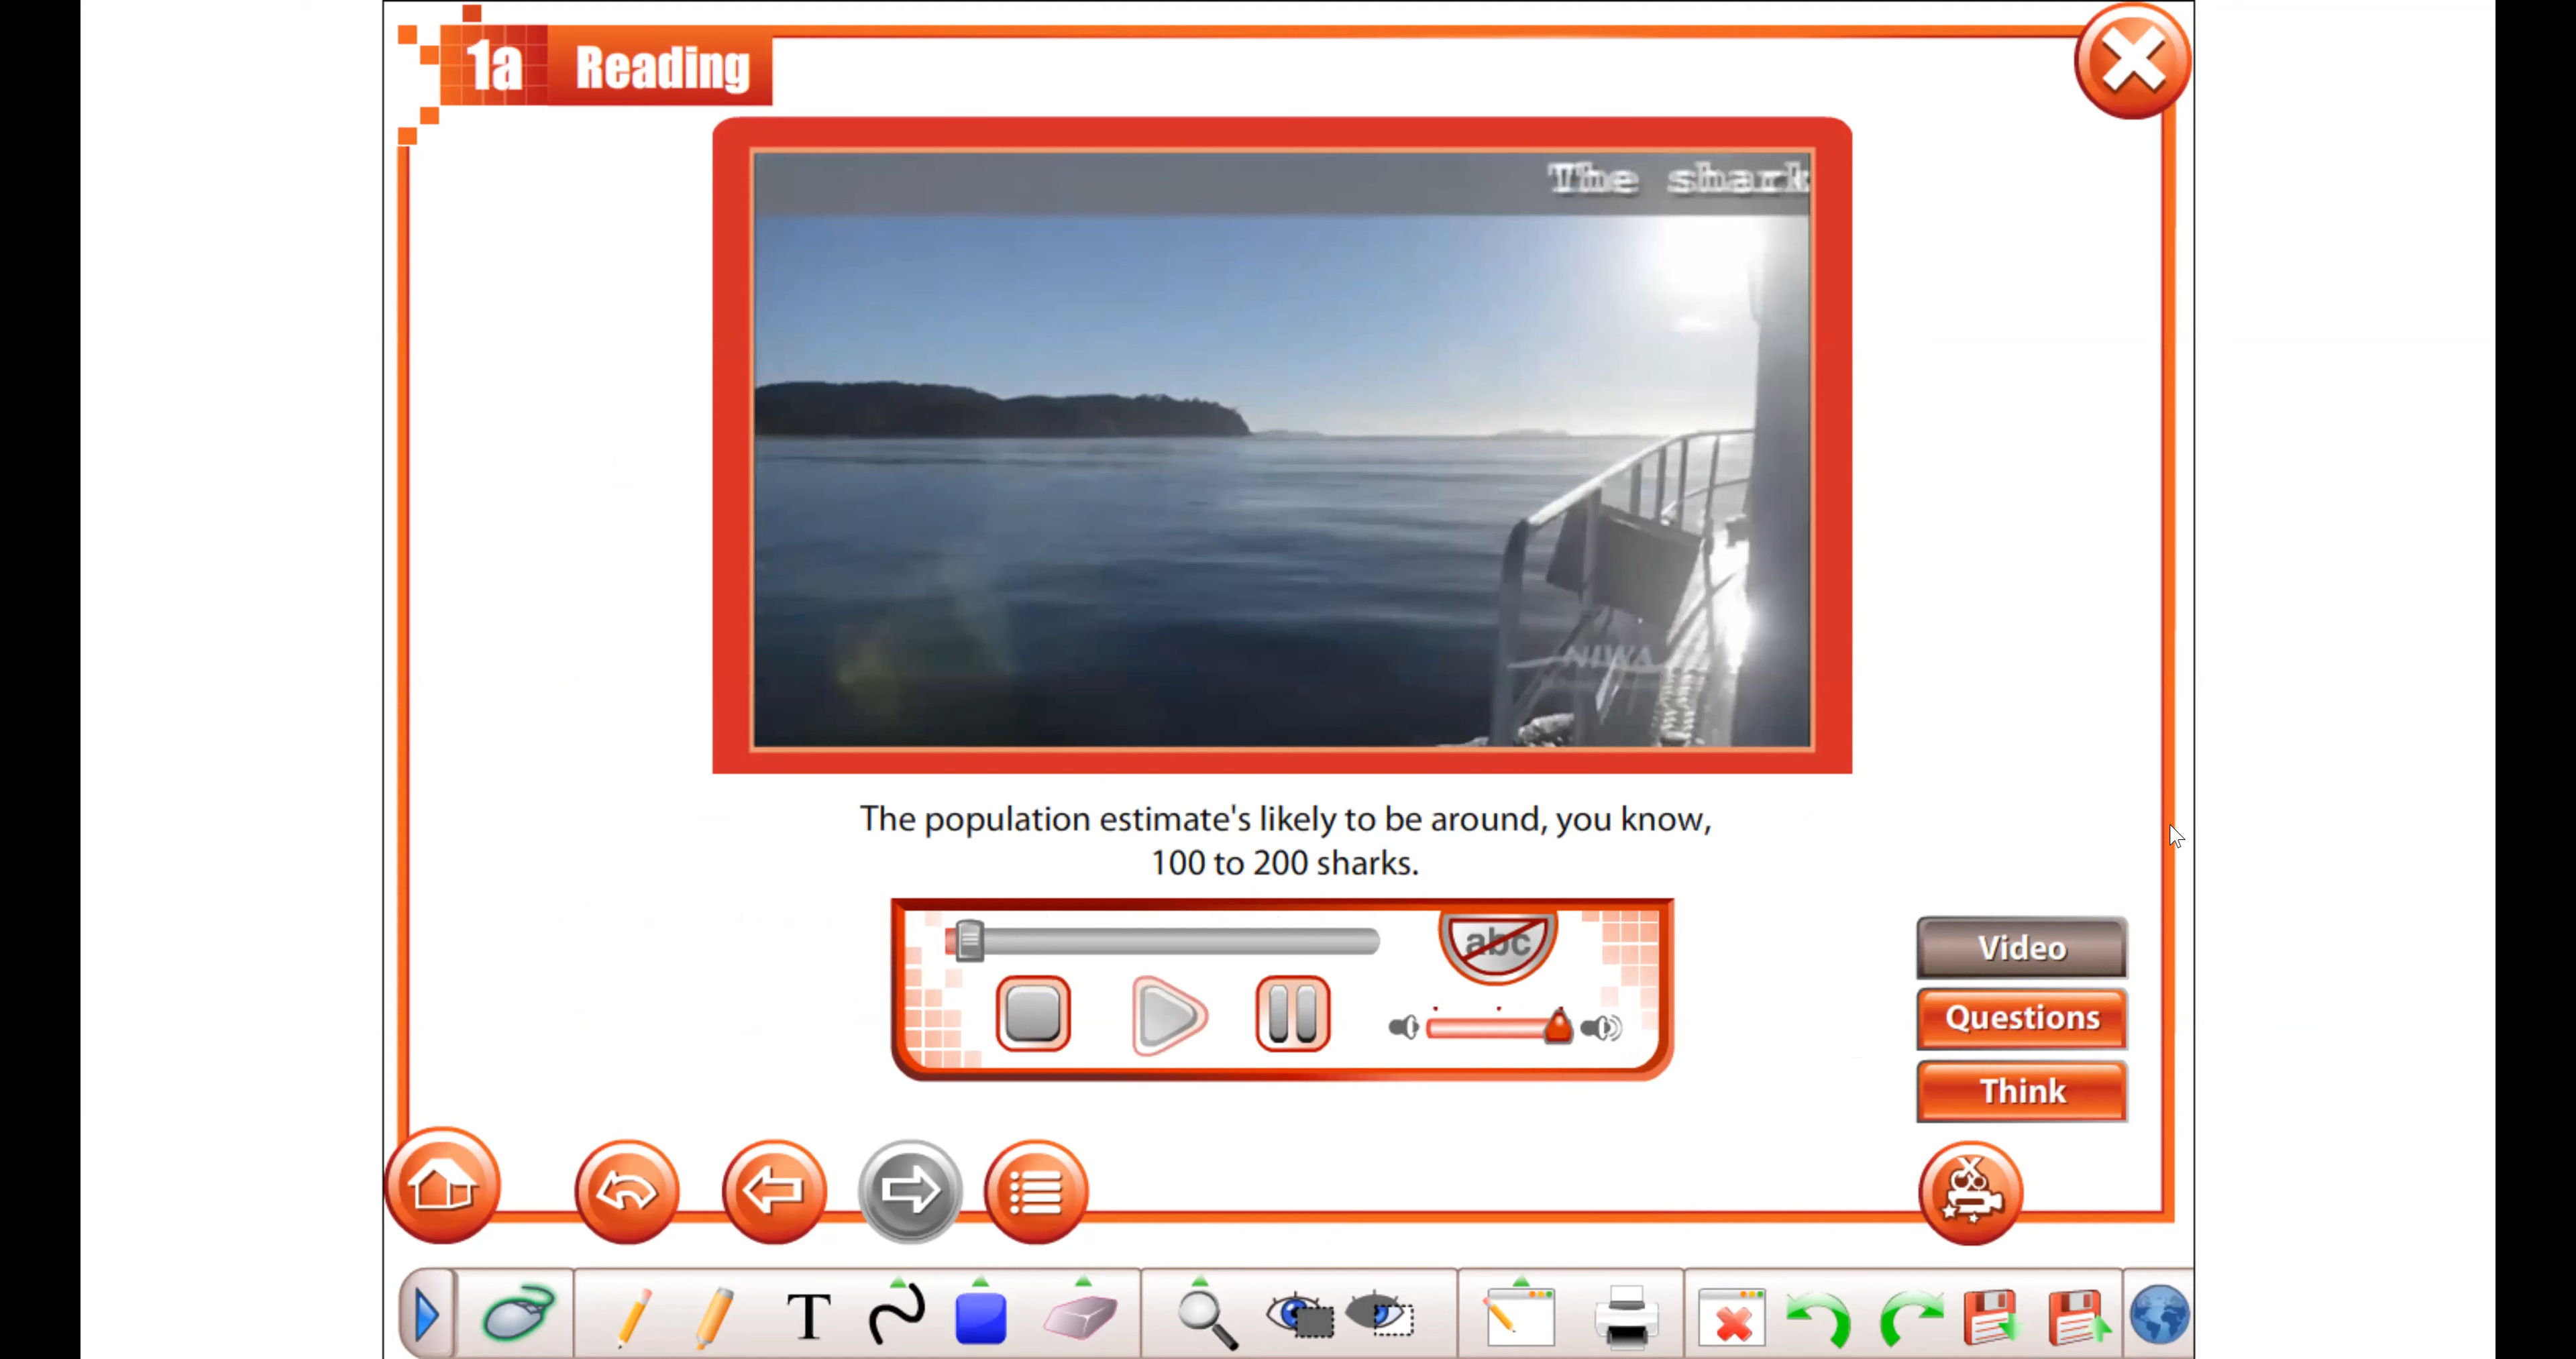 1a Reading
The shark
NIWA
The population estimate's likely to be around, you know,
100 to 200 sharks.
abc
Video
Questions
Think
T